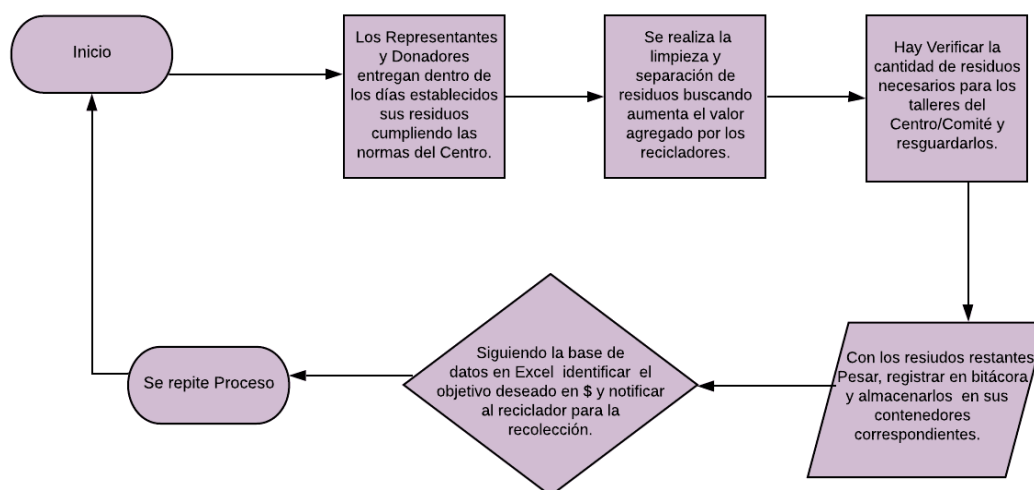 Inicio
Los Representantes
y Donadores
entregan dentro de
los días establecidos
sus residuos
cumpliendo las
normas del Centro.
Se realiza la
limpieza y
separación de
residuos buscando
aumenta el valor
agregado por los
recicladores.
Hay Verificar la
cantidad de residuos
necesarios para los
talleres del
Centro/Comité y
resguardarlos.
Con los resiudos restantes
Pesar, registrar en bitácora
y almacenarlos en sus
contenedores
correspondientes.
Siguiendo la base de
datos en Excel identificar el
objetivo deseado en $ y notificar
al reciclador para la
recolección.
Se repite Proceso